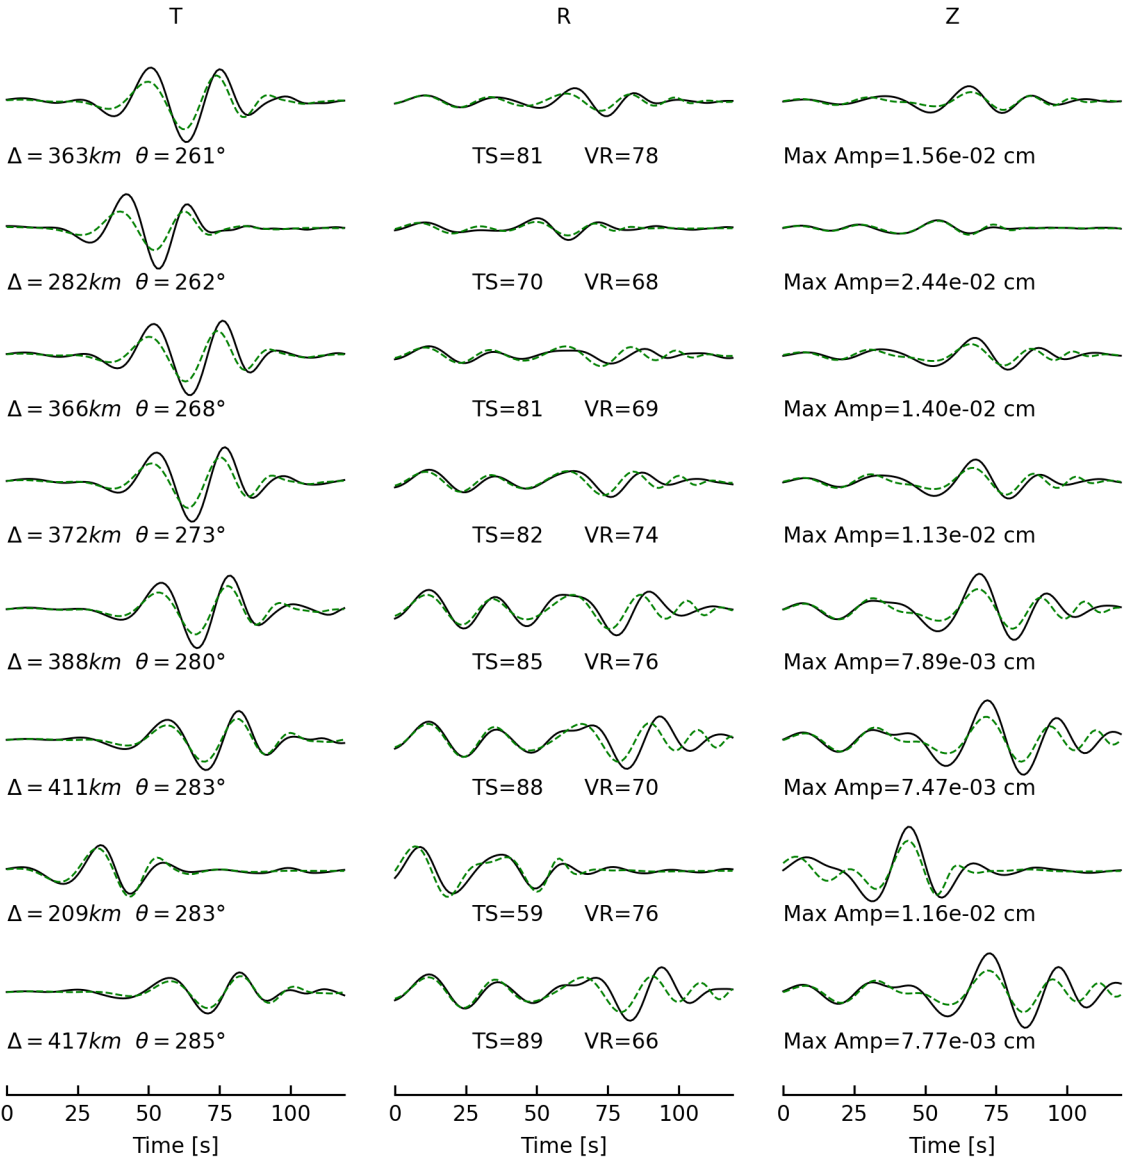 T R Z
Δ = 363km θ = 261° TS=81 VR=78 Max Amp=1.56e-02 cm
Δ = 282km θ = 262° TS=70 VR=68 Max Amp=2.44e-02 cm
Δ = 366km θ = 268° TS=81 VR=69 Max Amp=1.40e-02 cm
Δ = 372km θ = 273° TS=82 VR=74 Max Amp=1.13e-02 cm
Δ = 388km θ = 280° TS=85 VR=76 Max Amp=7.89e-03 cm
Δ = 411km θ = 283° TS=88 VR=70 Max Amp=7.47e-03 cm
Δ = 209km θ = 283° TS=59 VR=76 Max Amp=1.16e-02 cm
Δ = 417km θ = 285° TS=89 VR=66 Max Amp=7.77e-03 cm
0 25 50 75 100 0 25 50 75 100 0 25 50 75 100
Time [s] Time [s] Time [s]